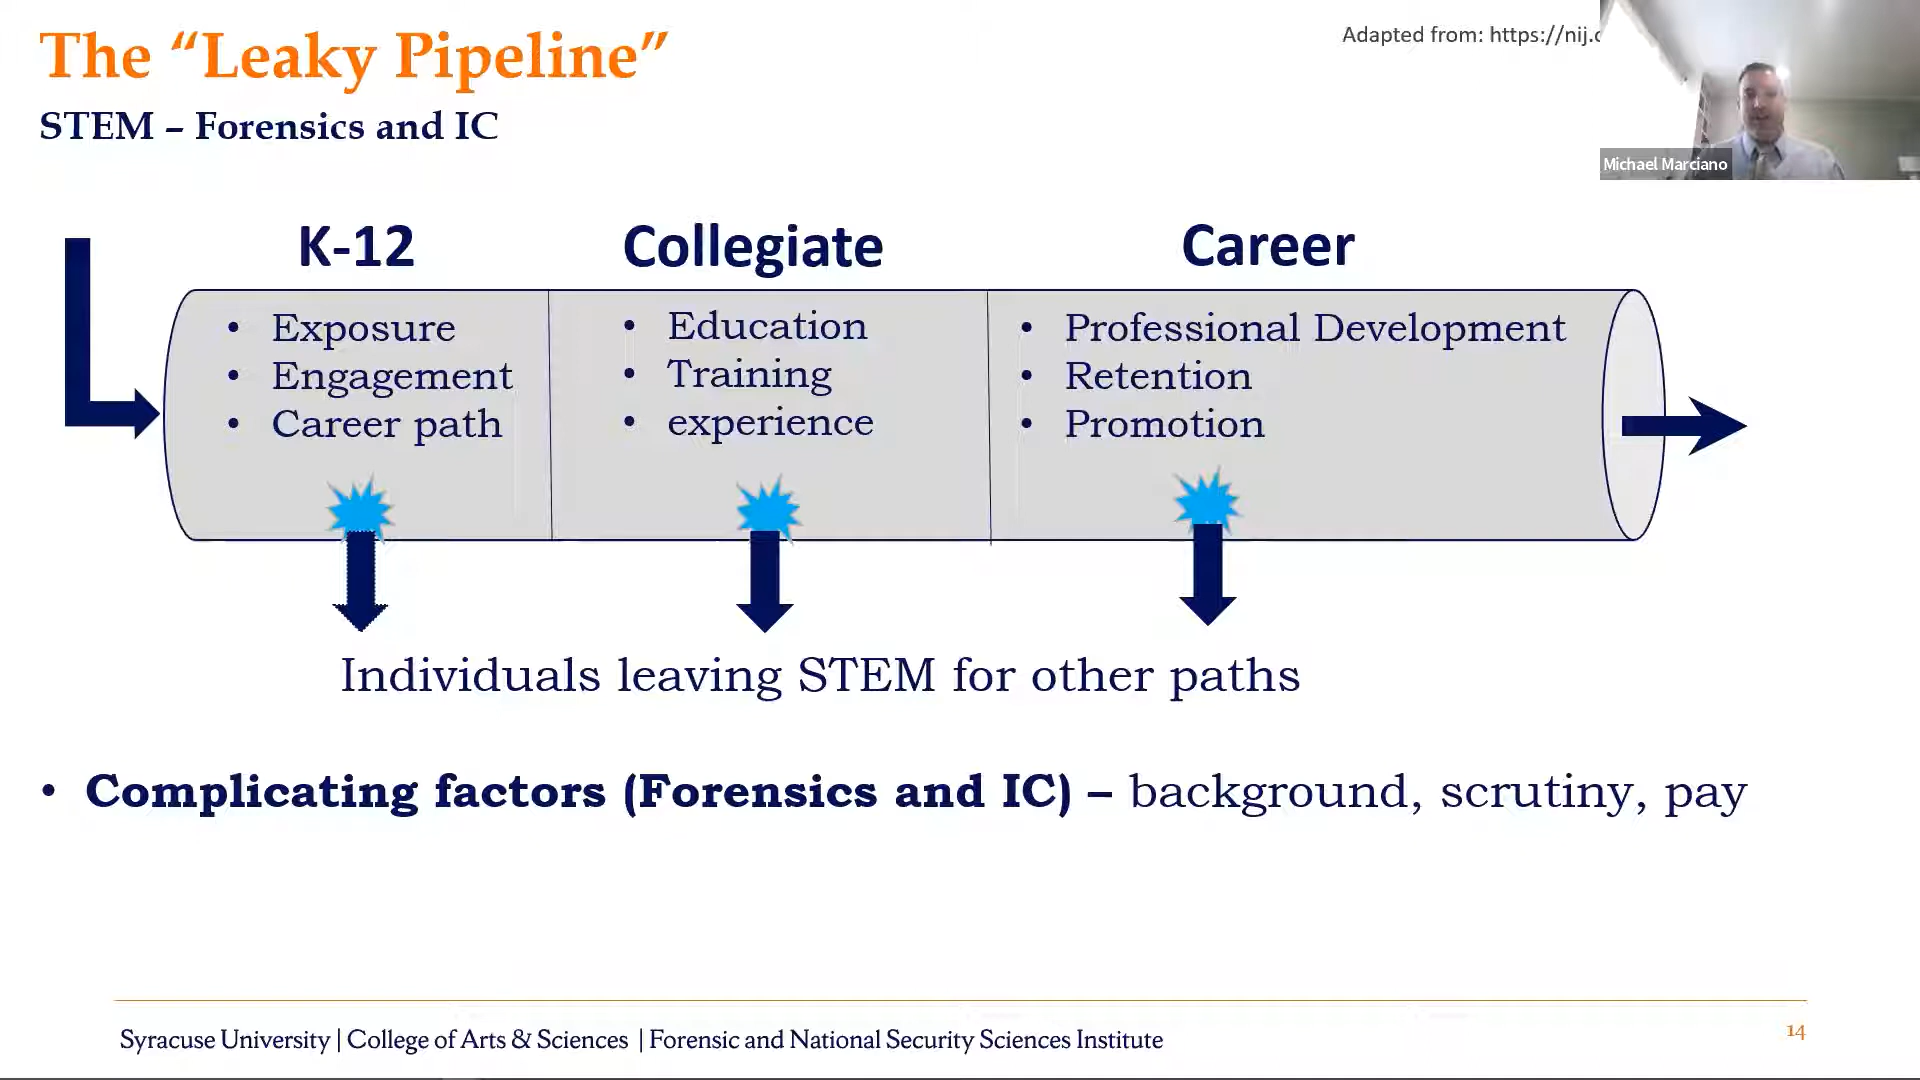 The “Leaky Pipeline”
Adapted from: https://nij.
STEM – Forensics and IC
Michael Marciano
K-12
• Exposure
• Engagement
• Career path
Collegiate
• Education
• Training
• experience
Career
• Professional Development
• Retention
• Promotion
Individuals leaving STEM for other paths
• Complicating factors (Forensics and IC) – background, scrutiny, pay
Syracuse University | College of Arts & Sciences | Forensic and National Security Sciences Institute
14